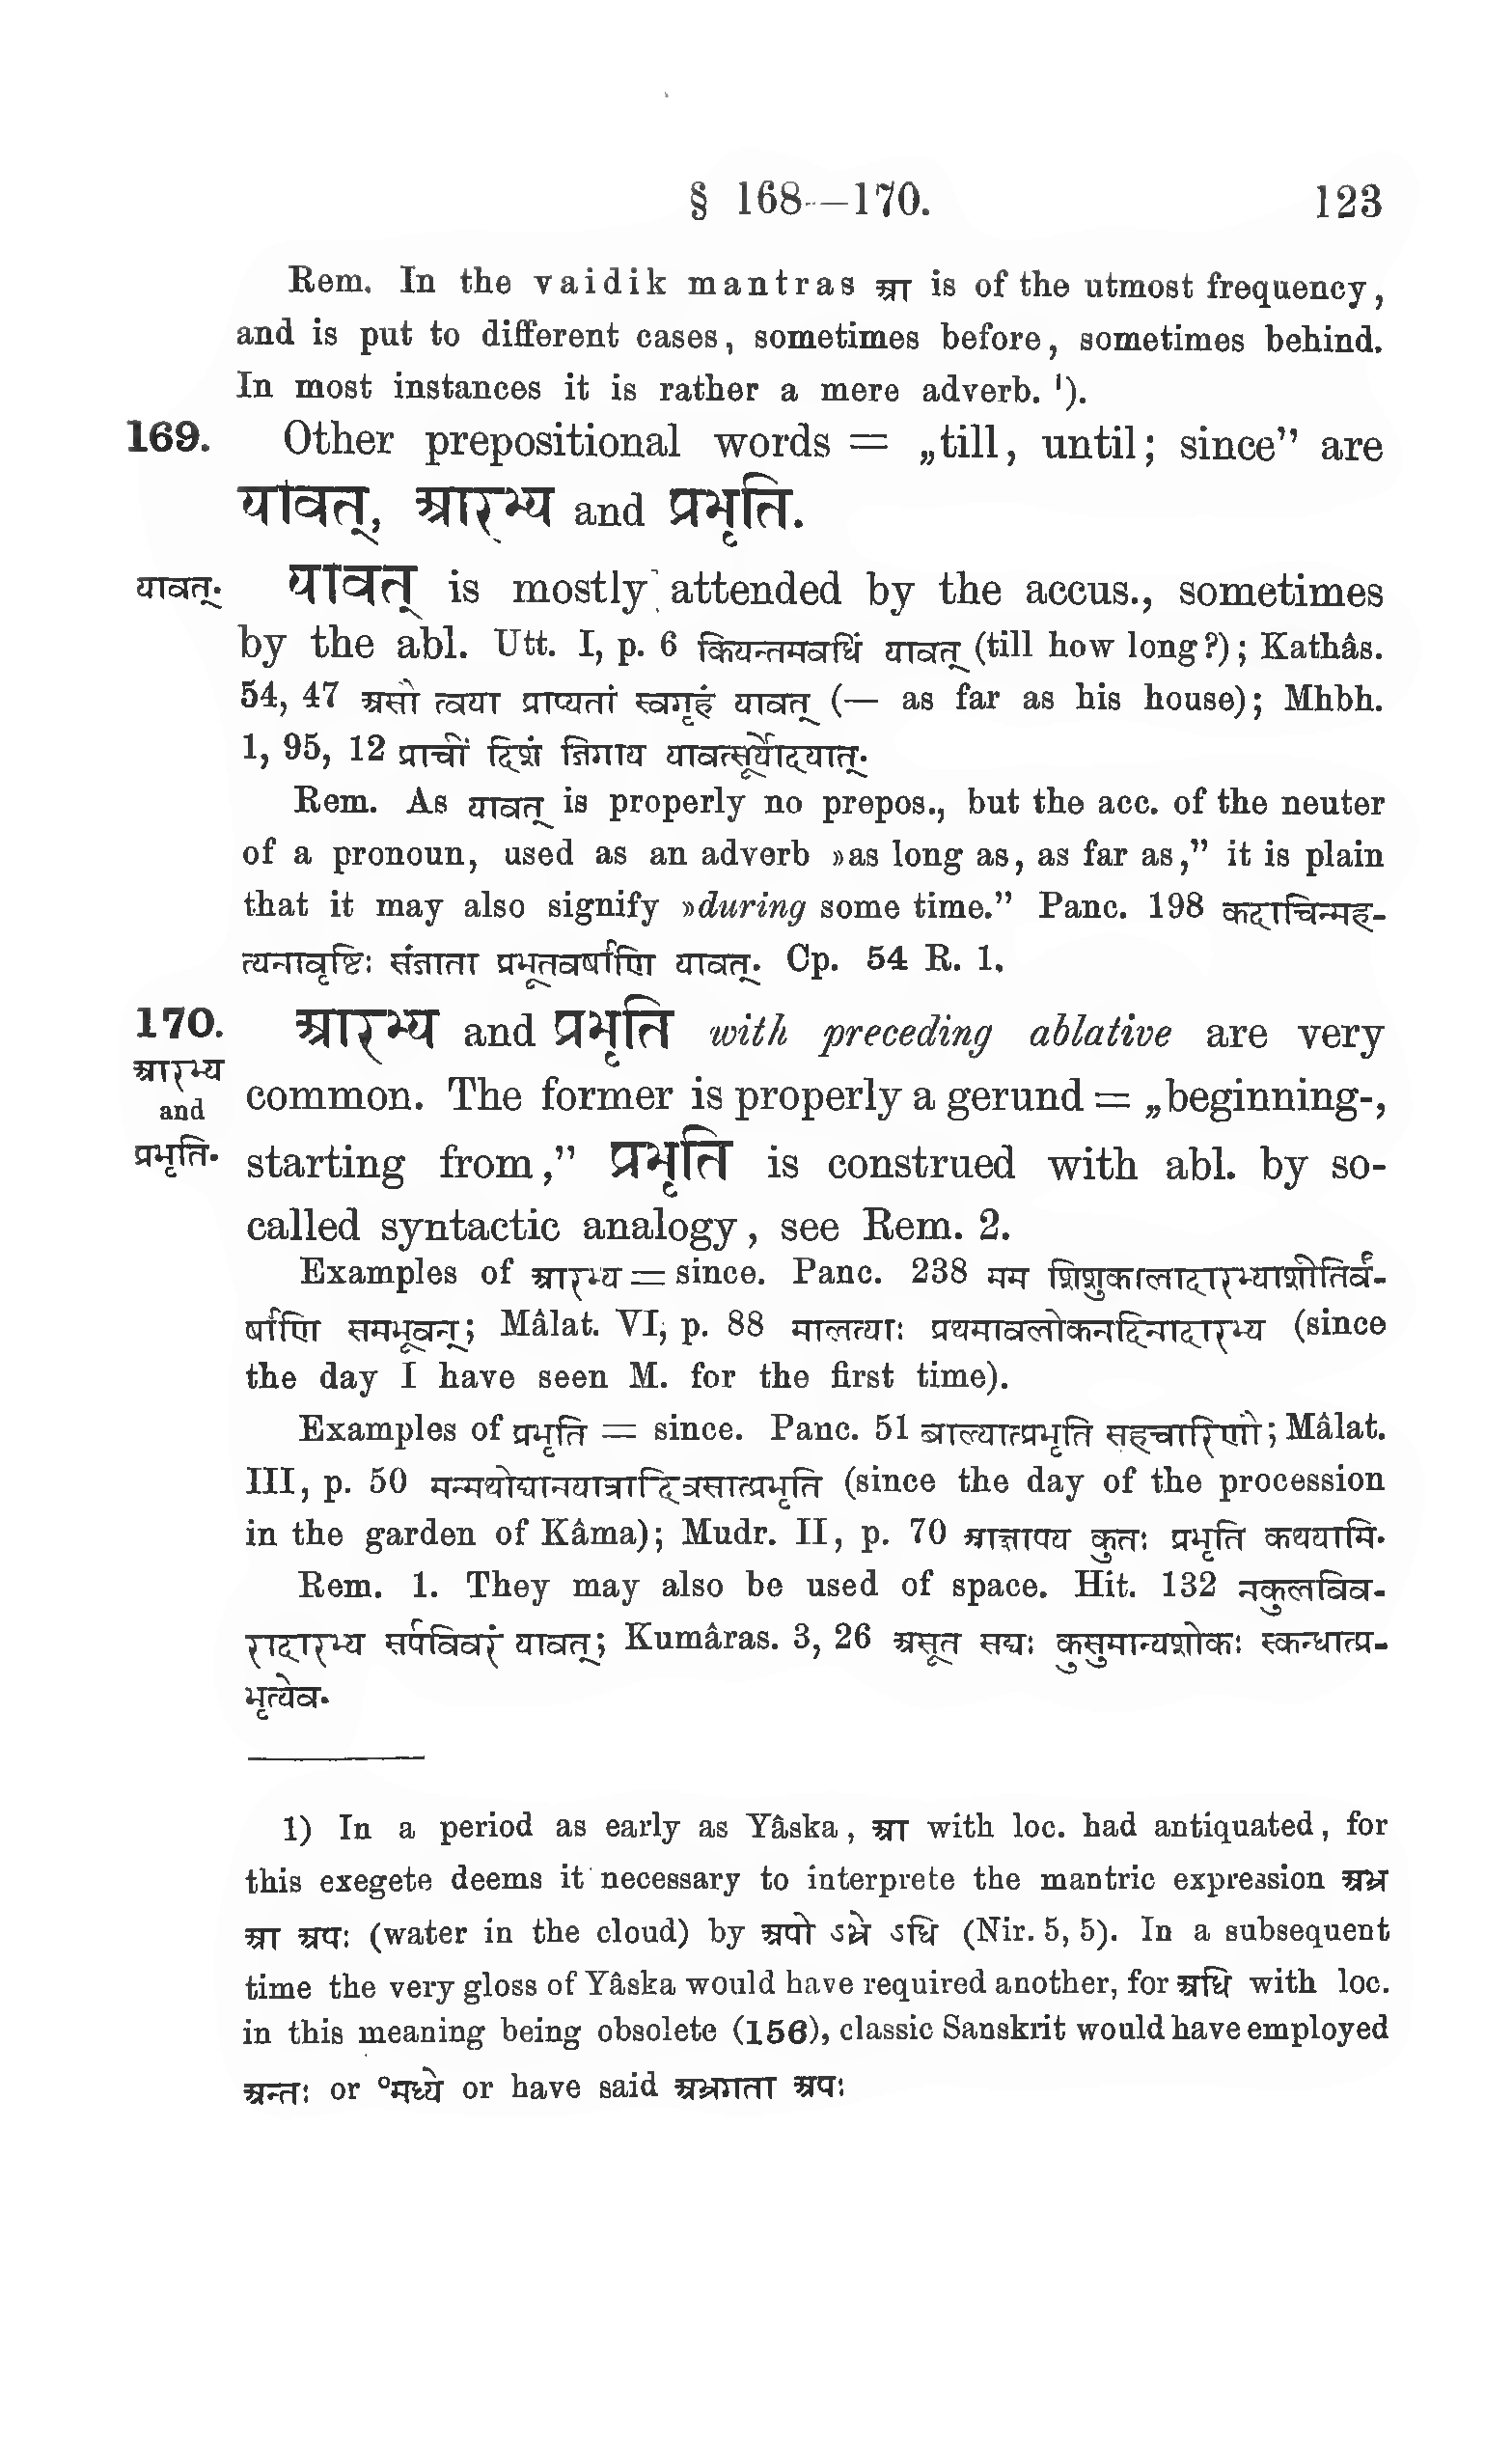 § 168—170. 123
Rem. In the vaidik mantras आ is of the utmost frequency,
and is put to different cases, sometimes before, sometimes behind.
In most instances it is rather a mere adverb. ¹).
169. Other prepositional words = „till, until; since” are
यावत्, आरभ्य and प्रभृति.
यावत्. यावत् is mostly attended by the accus., sometimes
by the abl. Utt. I, p. 6 कियन्तमवधिं यावत् (till how long?); Kathâs.
54, 47 असौ त्वया प्राप्यतां स्वगृहं यावत् (— as far as his house); Mhbh.
1, 95, 12 प्राचीं दिशं जिगाय यावत्सूर्योदयात्.
Rem. As यावत् is properly no prepos., but the acc. of the neuter
of a pronoun, used as an adverb »as long as, as far as,” it is plain
that it may also signify »during some time.” Panc. 198 कदाचिन्मह-
त्यनावृष्टिः संजाता प्रभूतवर्षाणि यावत्. Cp. 54 R. 1.
170. आरभ्य and प्रभृति with preceding ablative are very
आरभ्य and प्रभृति.
common. The former is properly a gerund = „beginning-,
starting from,” प्रभृति is construed with abl. by so-
called syntactic analogy, see Rem. 2.
Examples of आरभ्य = since. Panc. 238 मम शिशुकालादारभ्याशीतिर्व-
र्षाणि समभूवन्; Mâlat. VI, p. 88 मालत्याः प्रथमावलोकनदिनादारभ्य (since
the day I have seen M. for the first time).
Examples of प्रभृति = since. Panc. 51 बाल्यात्प्रभृति सहचारिणौ; Mâlat.
III, p. 50 मन्मथोद्यानयात्रादिवसात्प्रभृति (since the day of the procession
in the garden of Kâma); Mudr. II, p. 70 आज्ञापय कुतः प्रभृति कथयामि.
Rem. 1. They may also be used of space. Hit. 132 नकुलविव-
रादारभ्य सर्पविवरं यावत्; Kumâras. 3, 26 असूत सद्यः कुसुमान्यशोकः स्कन्धात्प्र-
भृत्येव.
1) In a period as early as Yâska, आ with loc. had antiquated, for
this exegete deems it necessary to interprete the mantric expression अभ्र
आ अपः (water in the cloud) by अपो ऽभ्रे ऽधि (Nir. 5, 5). In a subsequent
time the very gloss of Yâska would have required another, for अधि with loc.
in this meaning being obsolete (156), classic Sanskrit would have employed
अन्तः or °मध्ये or have said अभ्रगता अपः